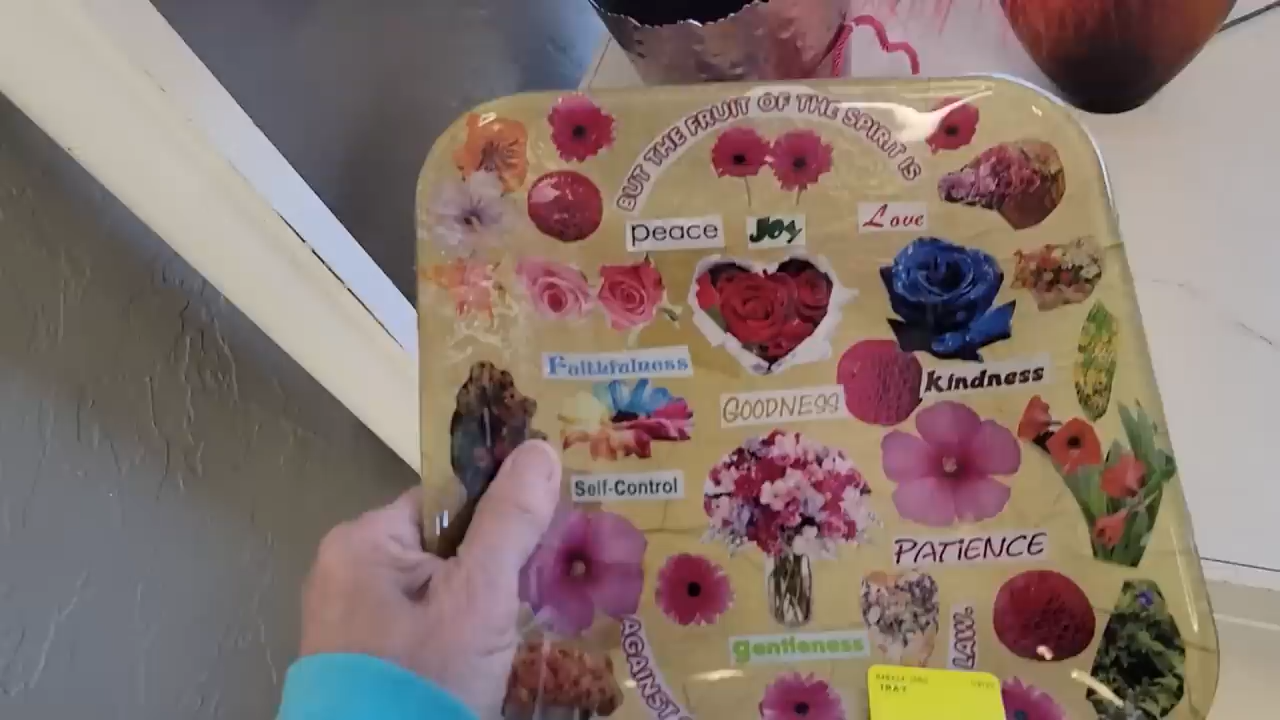 BUT THE FRUIT OF THE SPIRIT IS
peace
Joy
Love
Faithfulness
kindness
GOODNESS
Self-Control
PATIENCE
gentleness
AGAINST
LAW.
TRAY